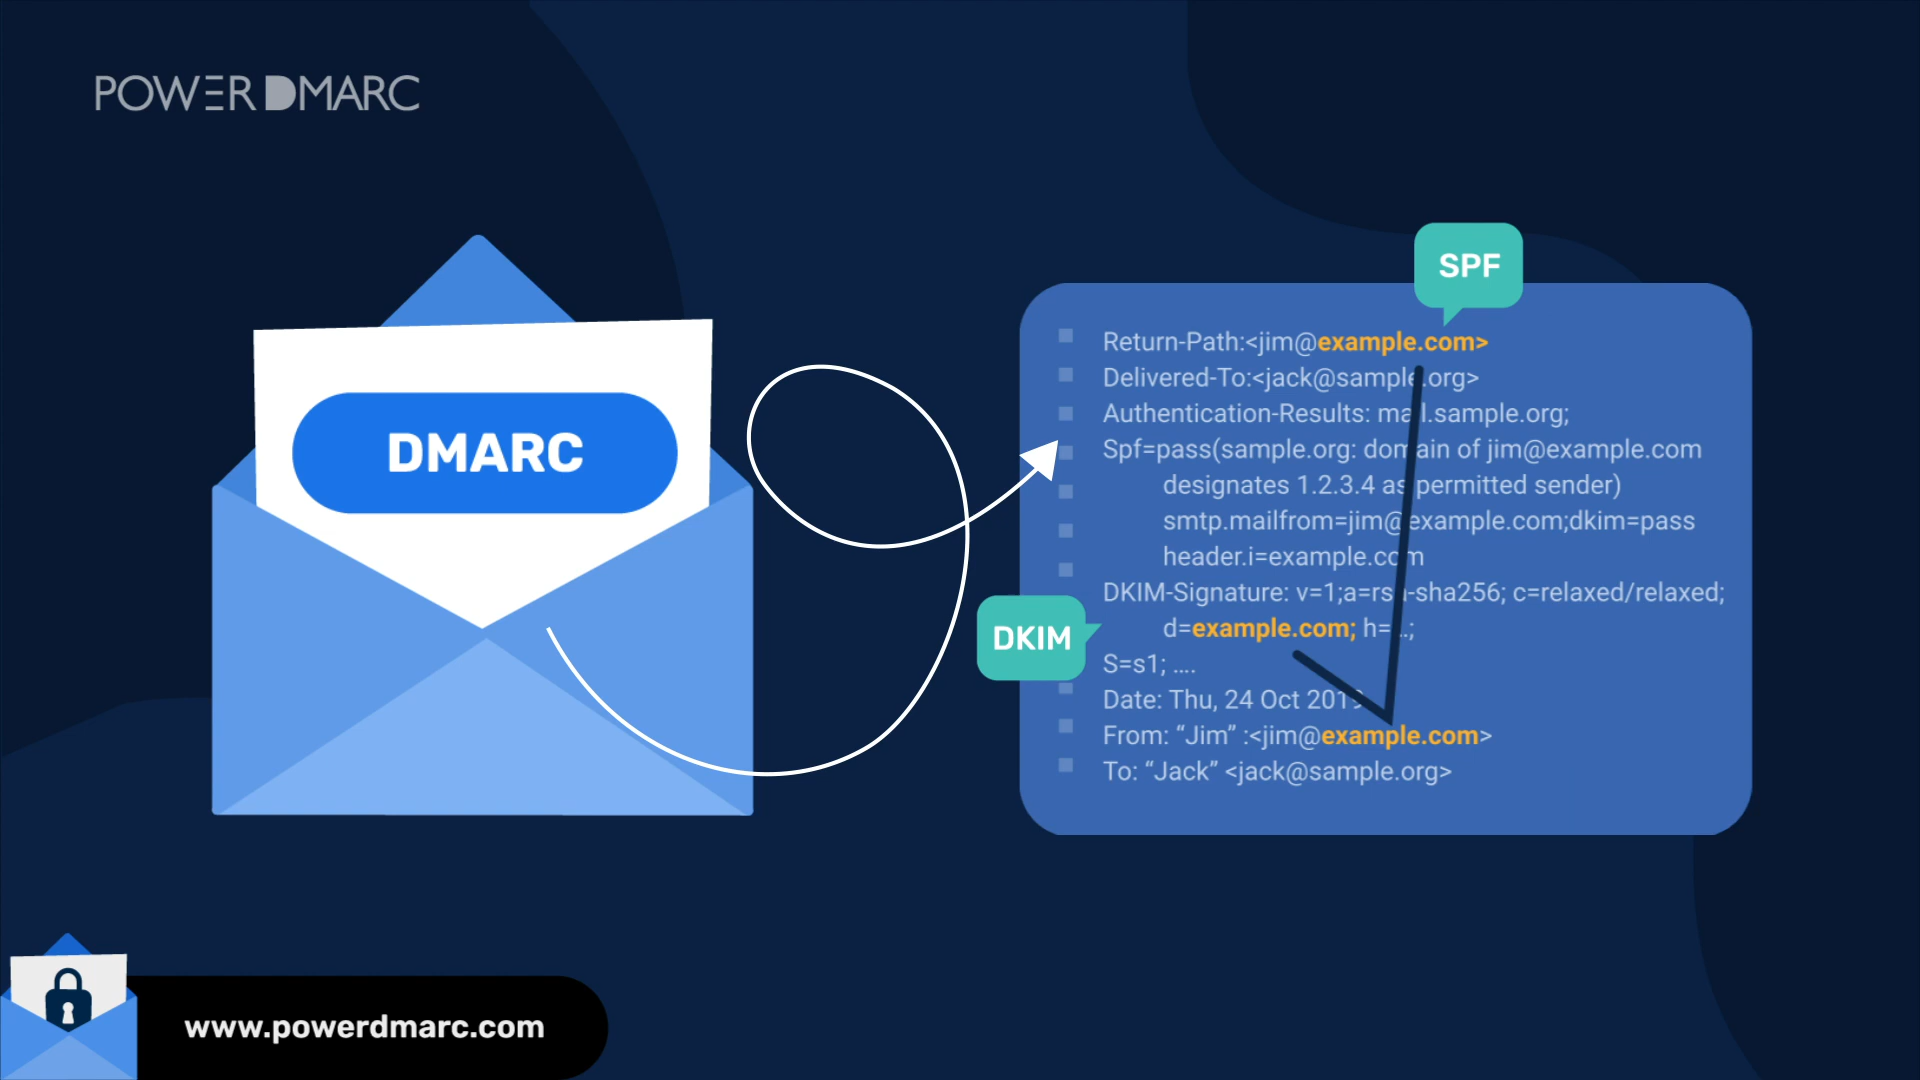 POWER DMARC
DMARC
SPF
Return-Path:<jim@example.com>
Delivered-To:<jack@sample.org>
Authentication-Results: mail.sample.org;
Spf=pass(sample.org: domain of jim@example.com
designates 1.2.3.4 as permitted sender)
smtp.mailfrom=jim@example.com;dkim=pass
header.i=example.com
DKIM-Signature: v=1;a=rsa-sha256; c=relaxed/relaxed;
DKIM
d=example.com; h=...;
S=s1; ....
Date: Thu, 24 Oct 2019
From: “Jim” :<jim@example.com>
To: “Jack” <jack@sample.org>
www.powerdmarc.com